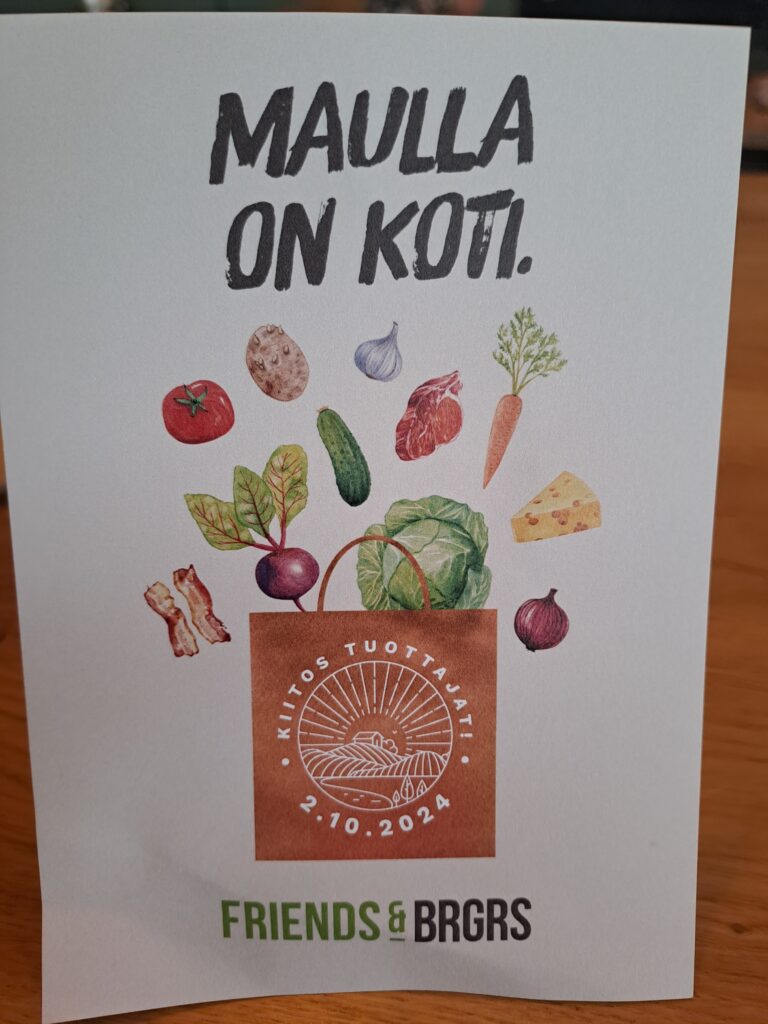 MAULLA
ON KOTI.
• KIITOS TUOTTAJAT! •
2.10.2024
FRIENDS & BRGRS